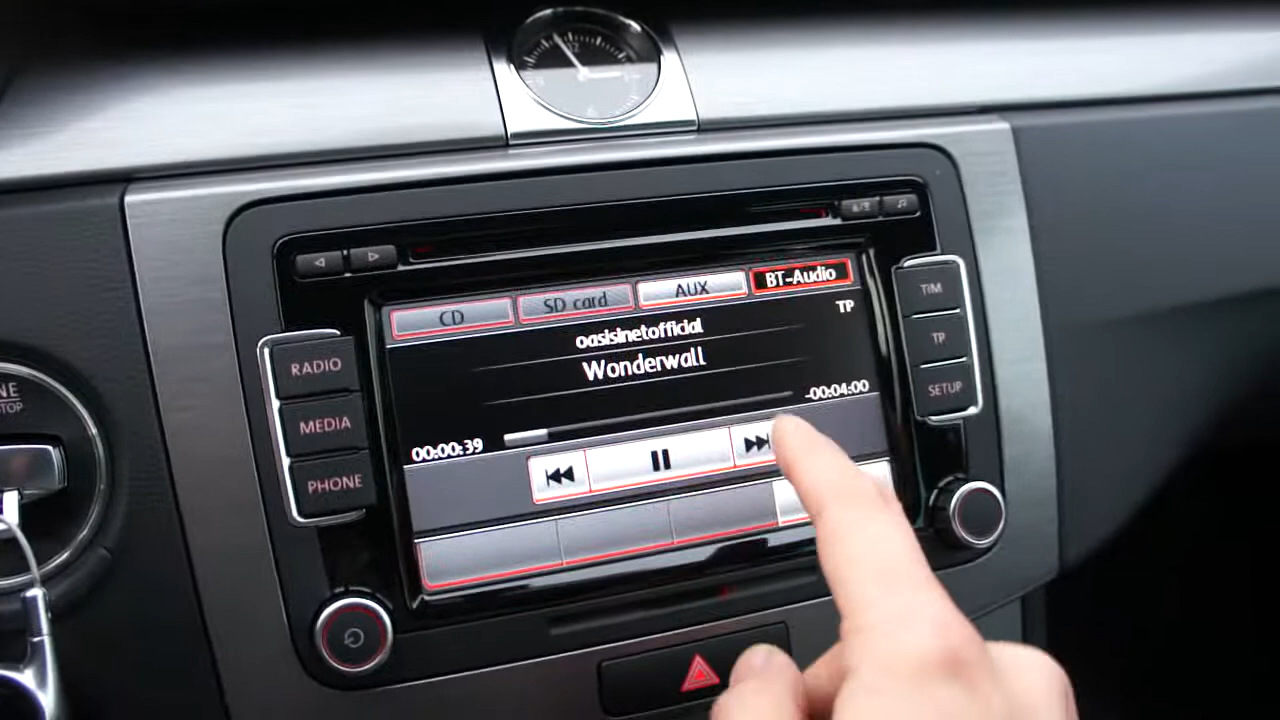 12
CD
SD card
AUX
BT-Audio
TP
oasisinetofficial
Wonderwall
-00:04:00
00:00:39
RADIO
MEDIA
PHONE
TIM
TP
SETUP